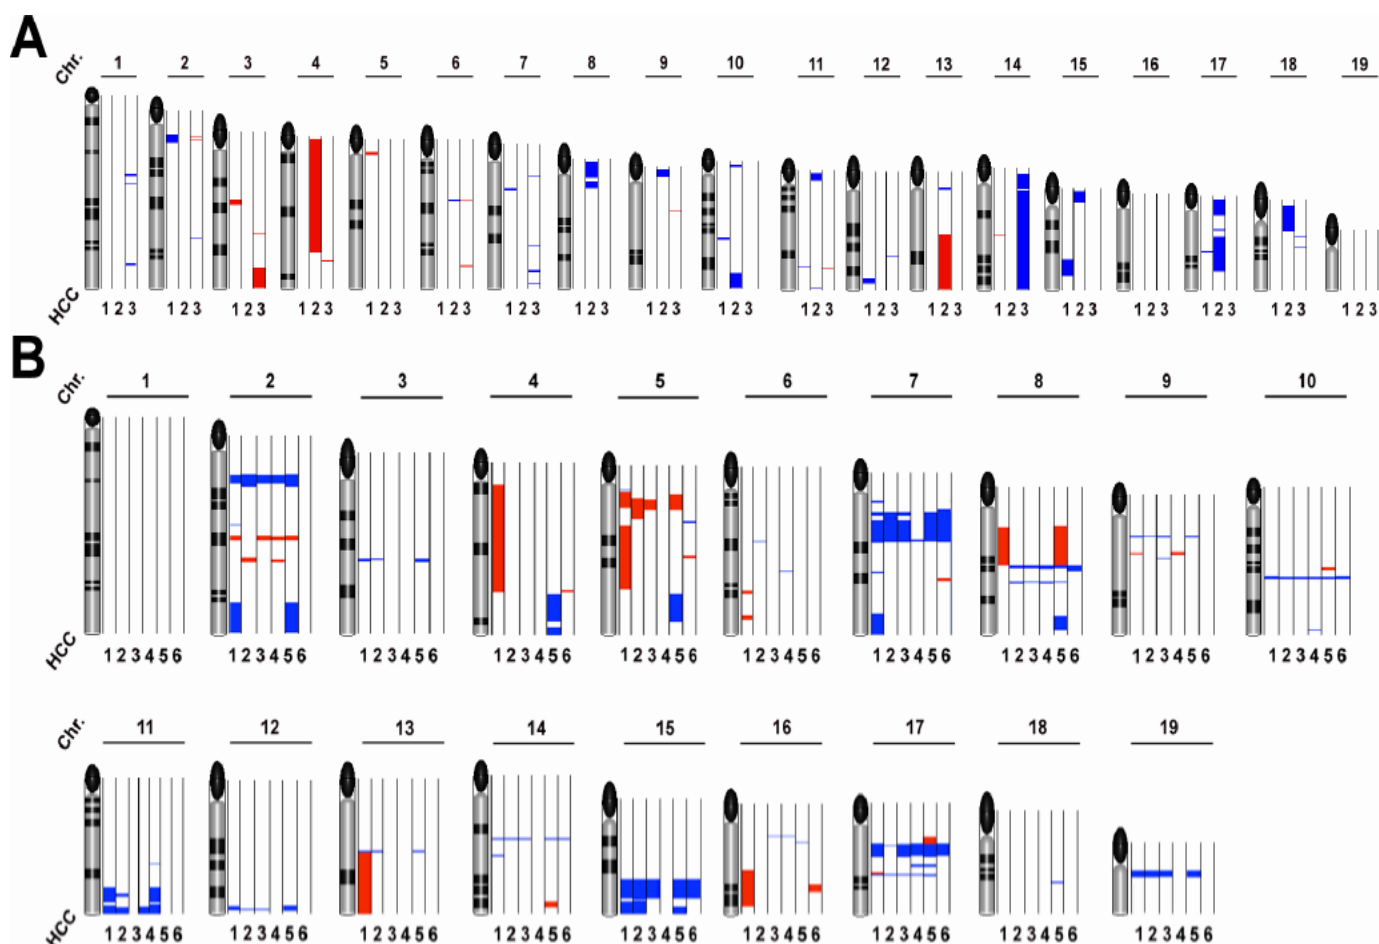 A
Chr. 1 2 3 4 5 6 7 8 9 10 11 12 13 14 15 16 17 18 19
HCC 1 2 3 1 2 3 1 2 3 1 2 3 1 2 3 1 2 3 1 2 3 1 2 3 1 2 3 1 2 3 1 2 3 1 2 3 1 2 3 1 2 3 1 2 3 1 2 3 1 2 3 1 2 3 1 2 3
B
Chr. 1 2 3 4 5 6 7 8 9 10
HCC 1 2 3 4 5 6 1 2 3 4 5 6 1 2 3 4 5 6 1 2 3 4 5 6 1 2 3 4 5 6 1 2 3 4 5 6 1 2 3 4 5 6 1 2 3 4 5 6 1 2 3 4 5 6 1 2 3 4 5 6
Chr. 11 12 13 14 15 16 17 18 19
HCC 1 2 3 4 5 6 1 2 3 4 5 6 1 2 3 4 5 6 1 2 3 4 5 6 1 2 3 4 5 6 1 2 3 4 5 6 1 2 3 4 5 6 1 2 3 4 5 6 1 2 3 4 5 6